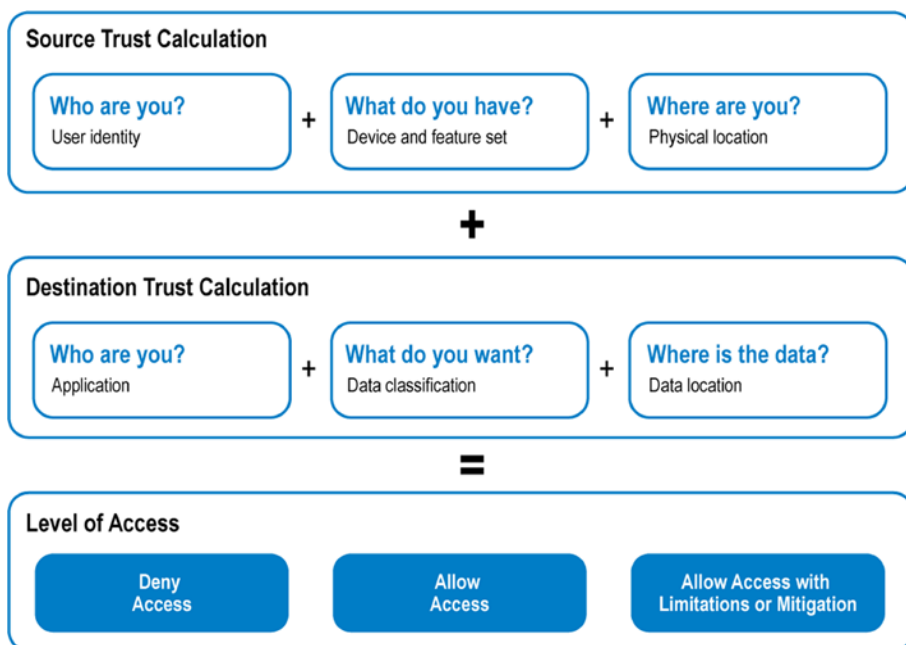 Source Trust Calculation
Who are you?
User identity
+
What do you have?
Device and feature set
+
Where are you?
Physical location
+
Destination Trust Calculation
Who are you?
Application
+
What do you want?
Data classification
+
Where is the data?
Data location
=
Level of Access
Deny
Access
Allow
Access
Allow Access with
Limitations or Mitigation